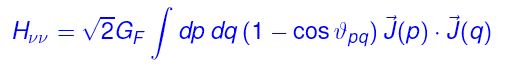 H_{νν} = √2 G_F ∫ dp dq (1 − cos ϑ_{pq}) J⃗(p) · J⃗(q)